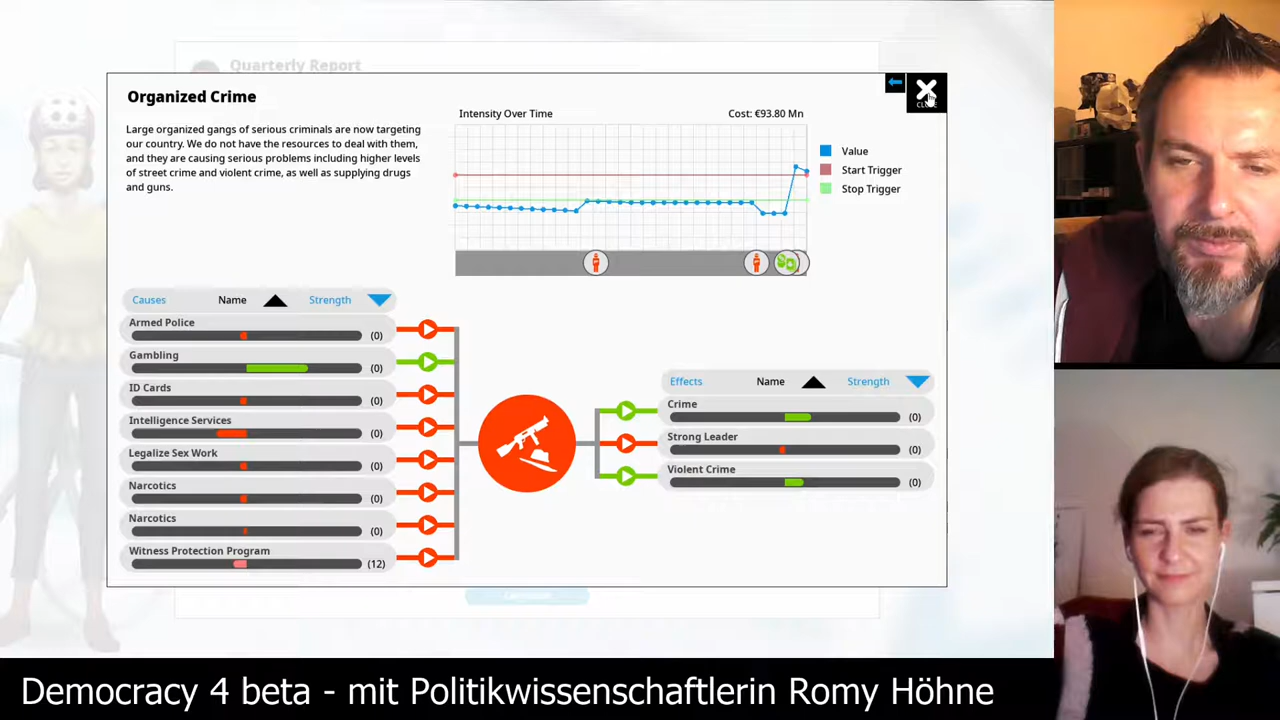 Quarterly Report
Organized Crime
CLOSE
Large organized gangs of serious criminals are now targeting
our country. We do not have the resources to deal with them,
and they are causing serious problems including higher levels
of street crime and violent crime, as well as supplying drugs
and guns.
Intensity Over Time
Cost: €93.80 Mn
Value
Start Trigger
Stop Trigger
Causes Name Strength
Armed Police
(0)
Gambling
(0)
ID Cards
(0)
Intelligence Services
(0)
Legalize Sex Work
(0)
Narcotics
(0)
Narcotics
(0)
Witness Protection Program
(12)
Effects Name Strength
Crime
(0)
Strong Leader
(0)
Violent Crime
(0)
Democracy 4 beta - mit Politikwissenschaftlerin Romy Höhne